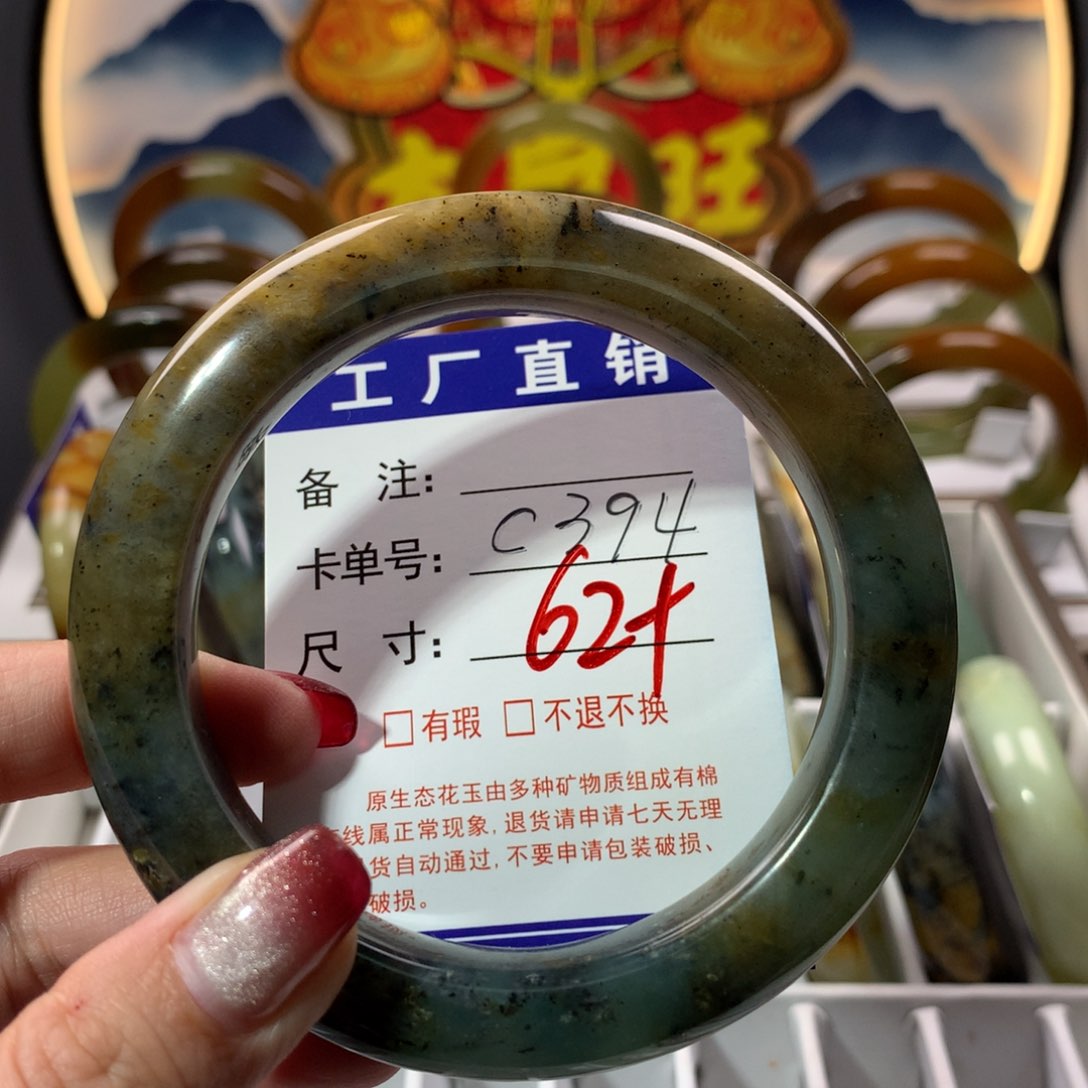 旺
工厂直销
备 注:
卡单号: C394
尺 寸: 62+
□有瑕 □不退不换
原生态花玉由多种矿物质组成有棉
线属正常现象,退货请申请七天无理
货自动通过,不要申请包装破损、
破损。